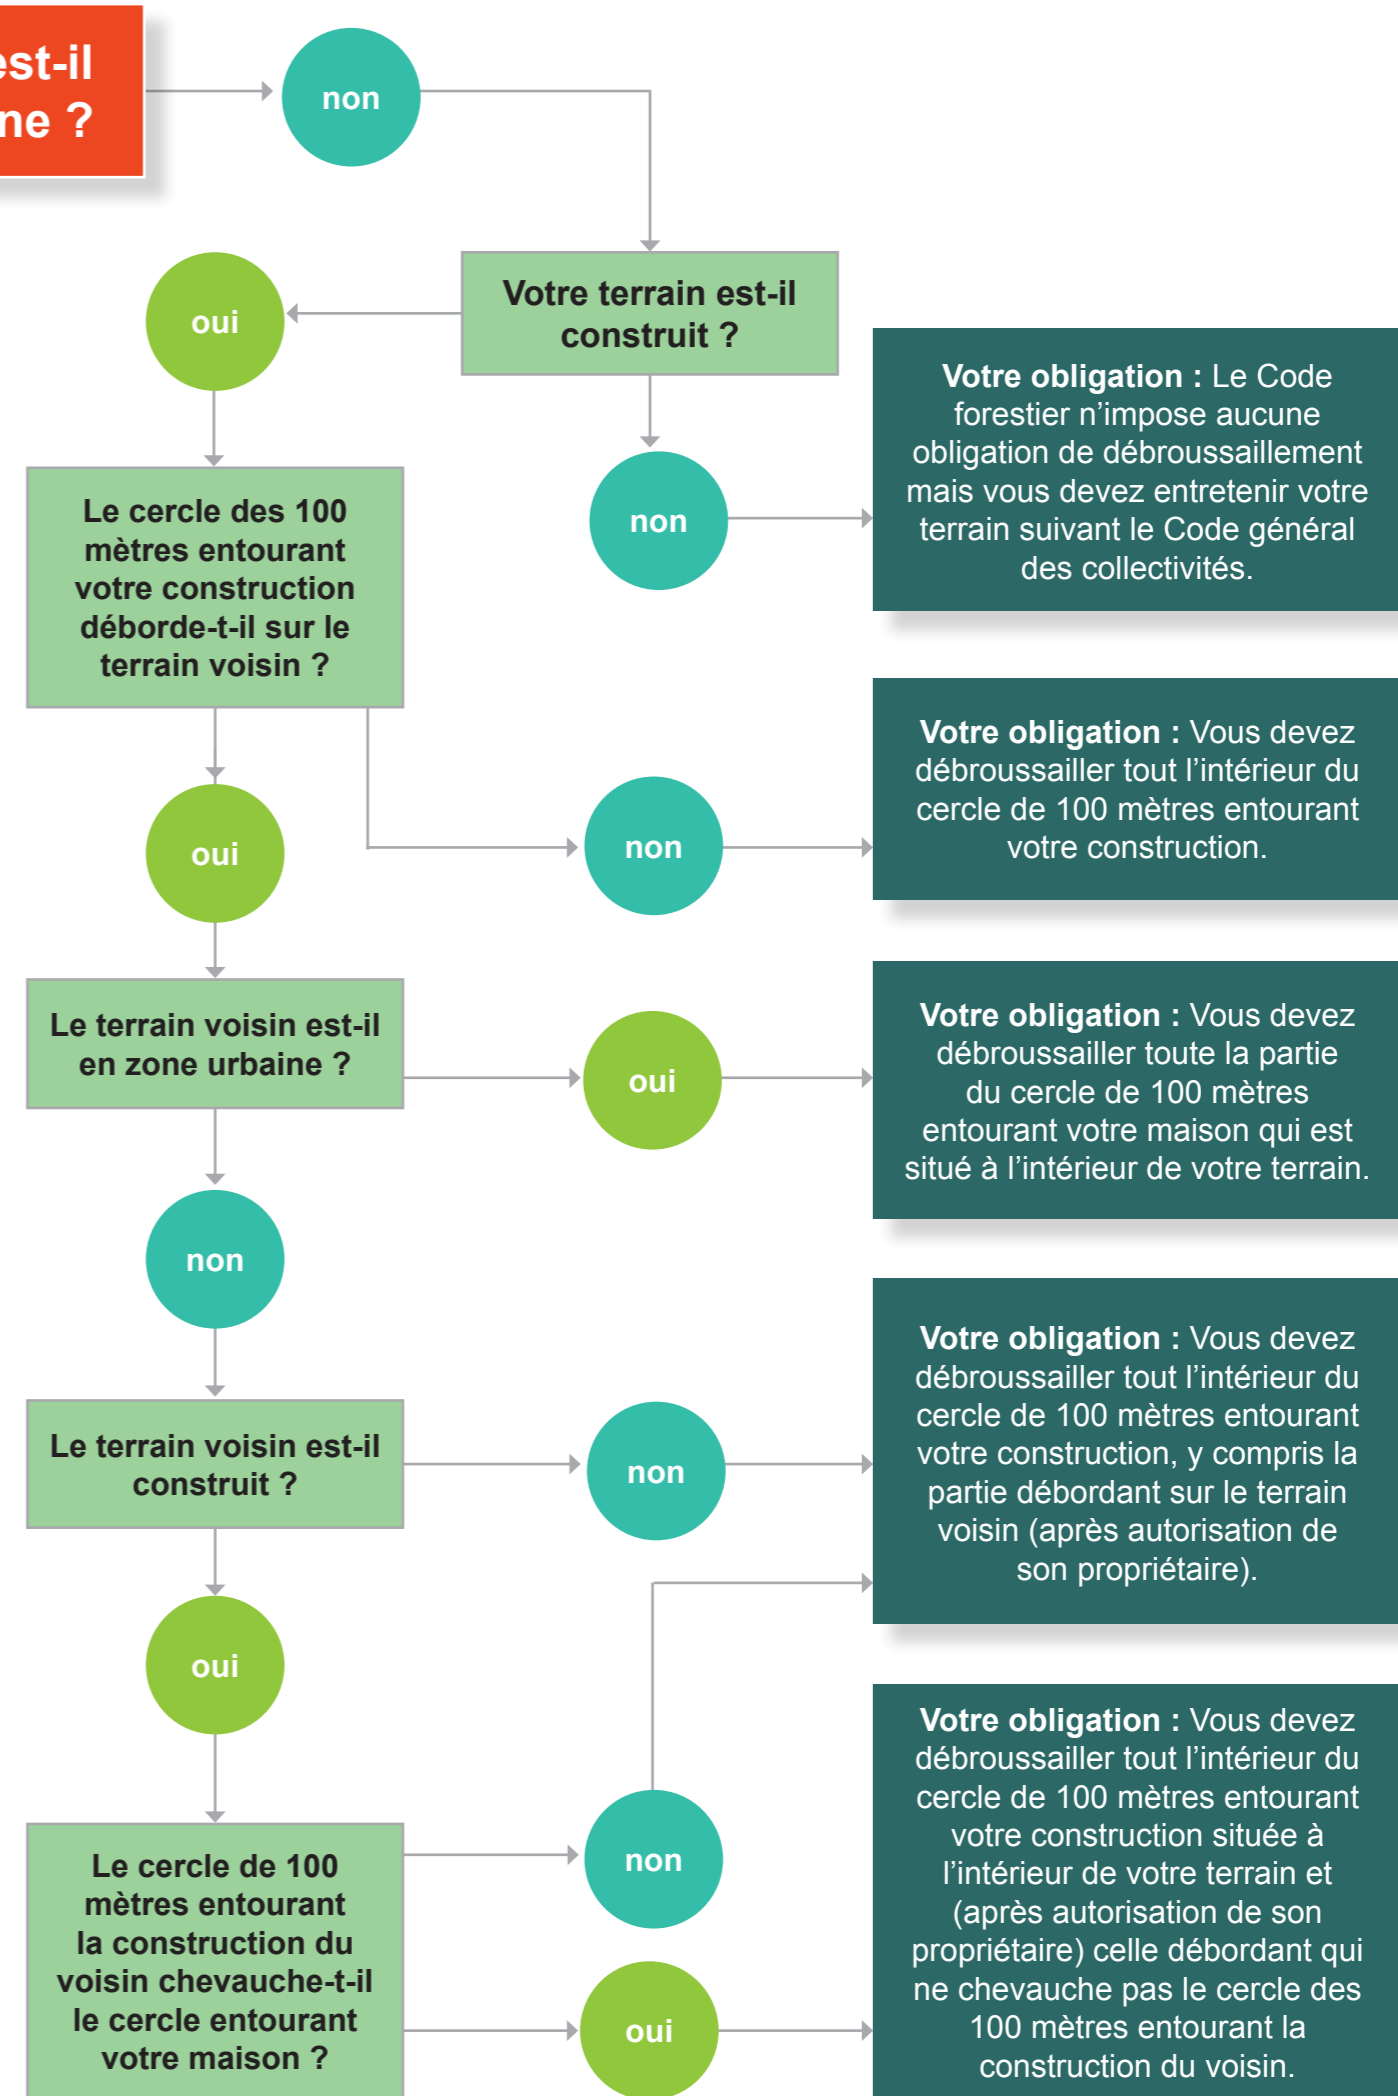 est-il
ne ?
non
Votre terrain est-il
construit ?
oui
non
Votre obligation : Le Code
forestier n’impose aucune
obligation de débroussaillement
mais vous devez entretenir votre
terrain suivant le Code général
des collectivités.
Le cercle des 100
mètres entourant
votre construction
déborde-t-il sur le
terrain voisin ?
non
Votre obligation : Vous devez
débroussailler tout l’intérieur du
cercle de 100 mètres entourant
votre construction.
oui
Le terrain voisin est-il
en zone urbaine ?
oui
Votre obligation : Vous devez
débroussailler toute la partie
du cercle de 100 mètres
entourant votre maison qui est
situé à l’intérieur de votre terrain.
non
Le terrain voisin est-il
construit ?
non
Votre obligation : Vous devez
débroussailler tout l’intérieur du
cercle de 100 mètres entourant
votre construction, y compris la
partie débordant sur le terrain
voisin (après autorisation de
son propriétaire).
oui
Le cercle de 100
mètres entourant
la construction du
voisin chevauche-t-il
le cercle entourant
votre maison ?
non
oui
Votre obligation : Vous devez
débroussailler tout l’intérieur du
cercle de 100 mètres entourant
votre construction située à
l’intérieur de votre terrain et
(après autorisation de son
propriétaire) celle débordant qui
ne chevauche pas le cercle des
100 mètres entourant la
construction du voisin.